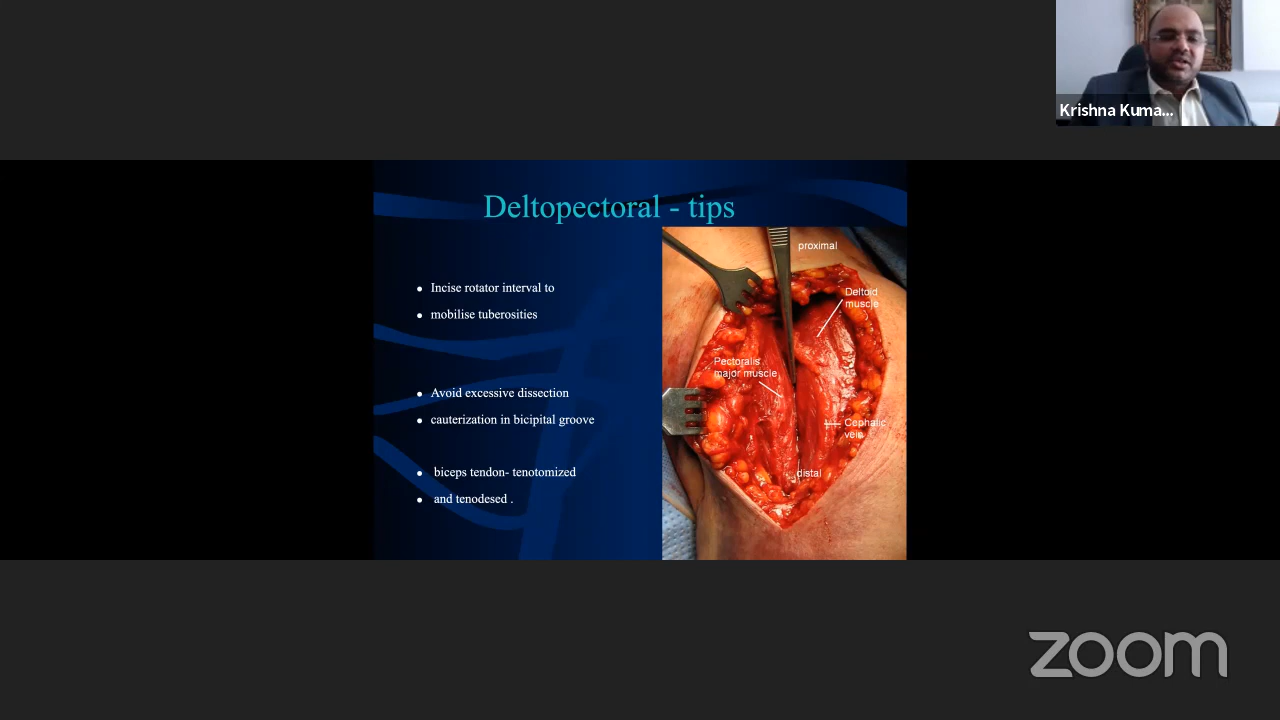 Krishna Kuma...
Deltopectoral - tips
Incise rotator interval to
mobilise tuberosities
Avoid excessive dissection
cauterization in bicipital groove
biceps tendon- tenotomized
and tenodesed .
proximal
Deltoid
muscle
Pectoralis
major muscle
Cephalic
vein
distal
zoom